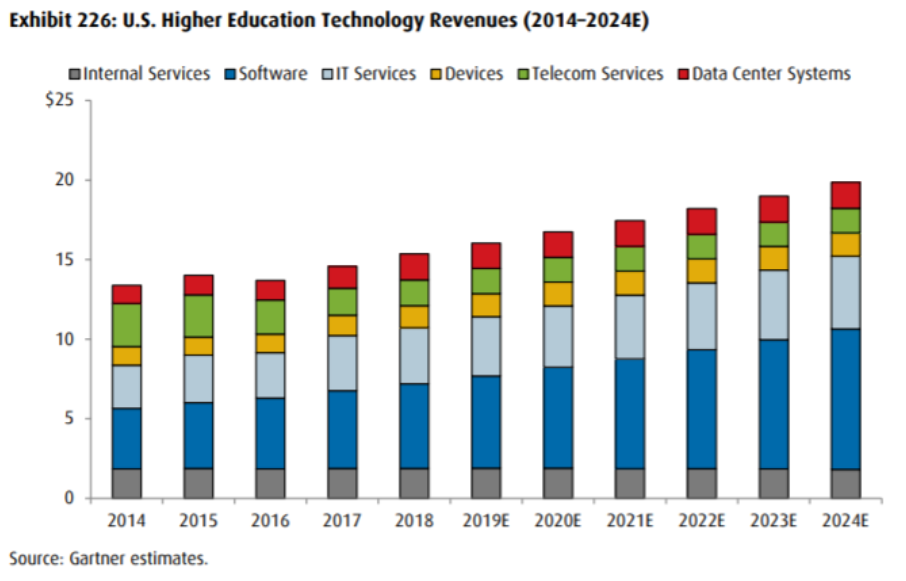 Exhibit 226: U.S. Higher Education Technology Revenues (2014–2024E)
Internal Services Software IT Services Devices Telecom Services Data Center Systems
$25
20
15
10
5
0
2014 2015 2016 2017 2018 2019E 2020E 2021E 2022E 2023E 2024E
Source: Gartner estimates.